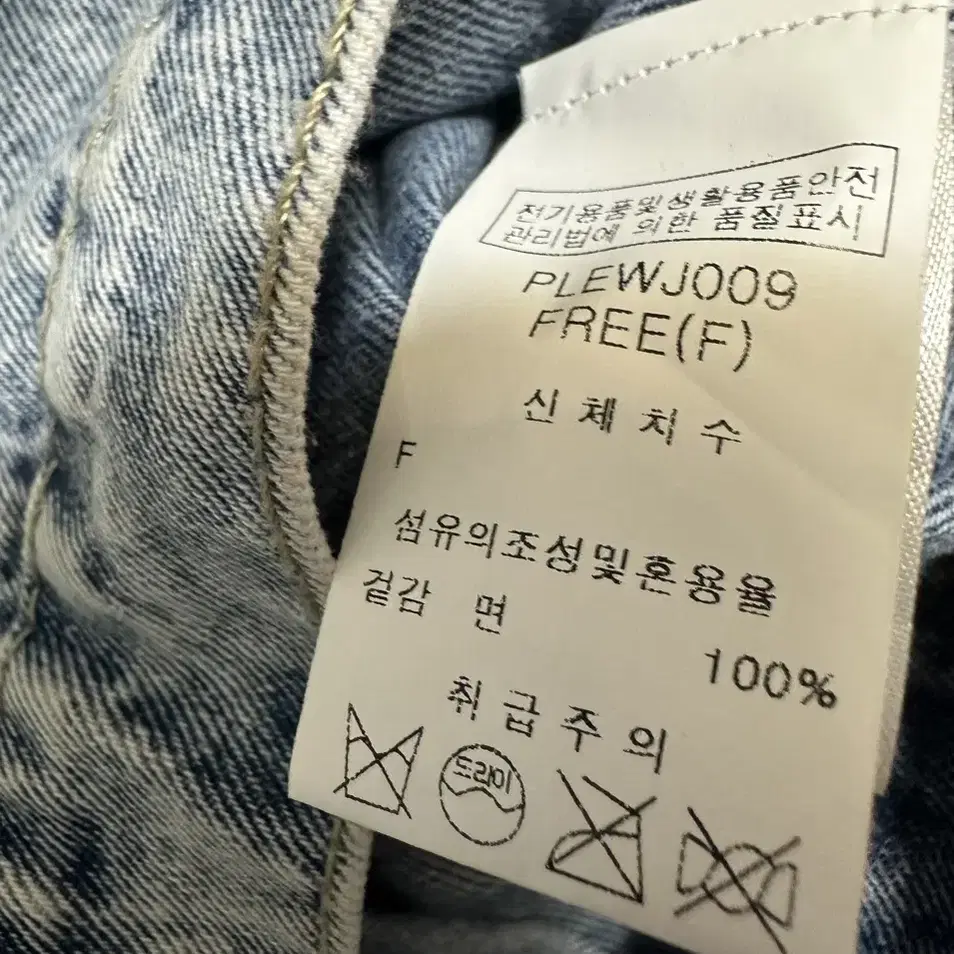 전기용품및생활용품안전
관리법에 의한 품질표시
PLEWJ009
FREE(F)
신체치수
F
섬유의조성및혼용율
겉감 면
100%
취급주의
드라이